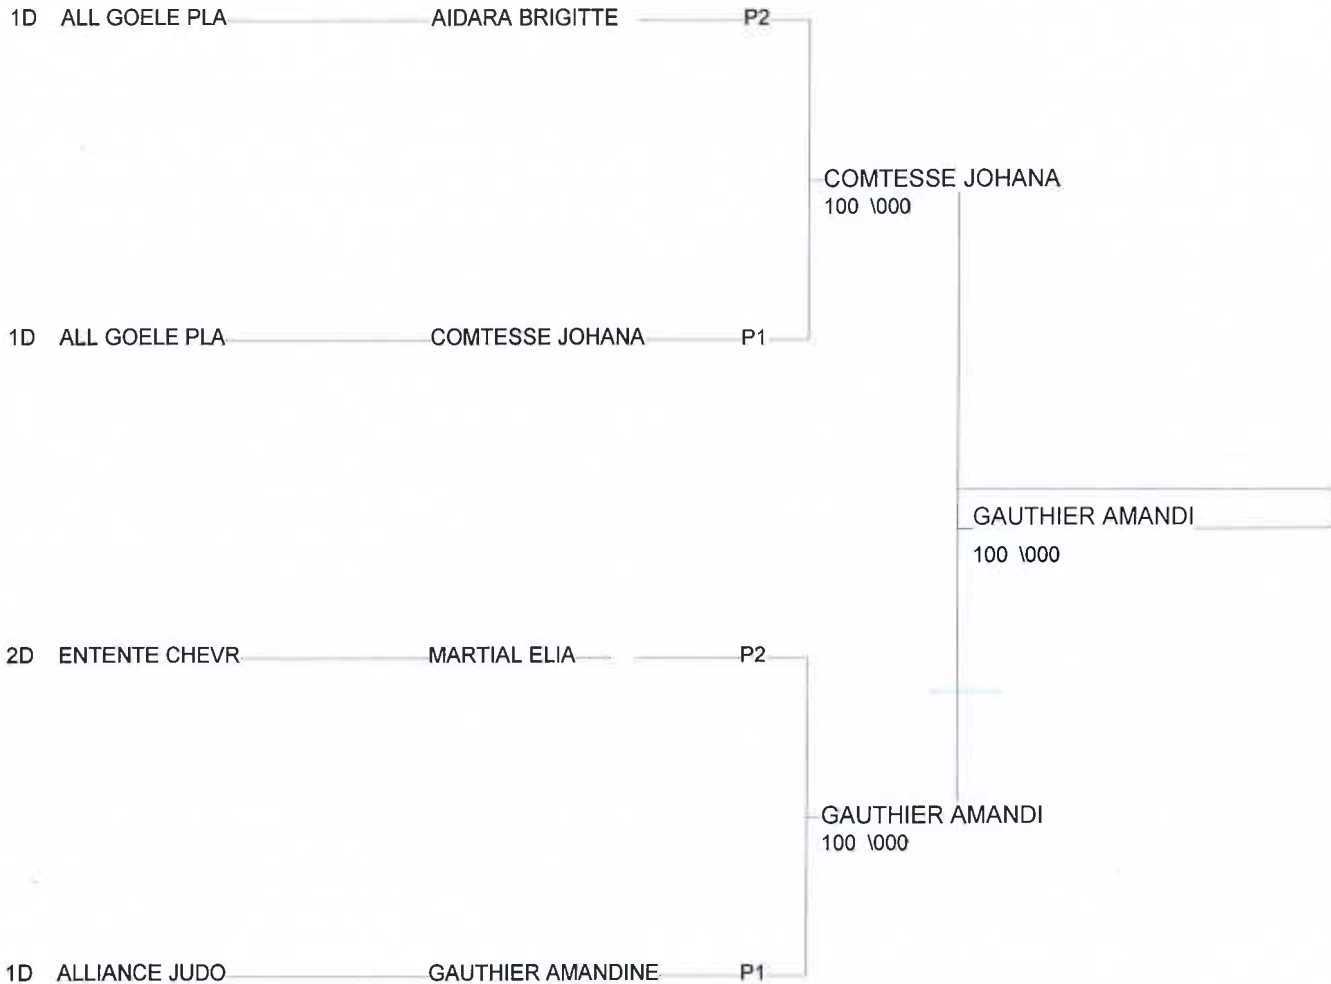 1D ALL GOELE PLA AIDARA BRIGITTE P2
COMTESSE JOHANA
100 \000
1D ALL GOELE PLA COMTESSE JOHANA P1
GAUTHIER AMANDI
100 \000
2D ENTENTE CHEVR MARTIAL ELIA P2
GAUTHIER AMANDI
100 \000
1D ALLIANCE JUDO GAUTHIER AMANDINE P1